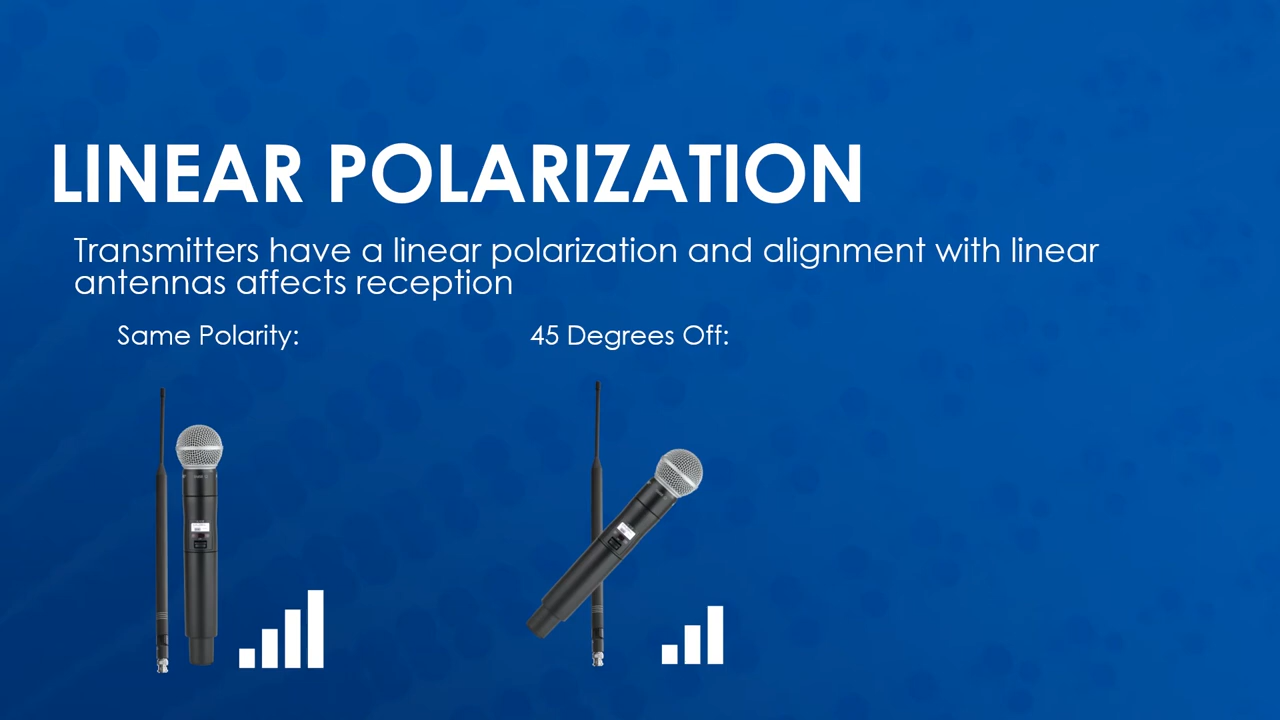 LINEAR POLARIZATION
Transmitters have a linear polarization and alignment with linear
antennas affects reception
Same Polarity:
45 Degrees Off: